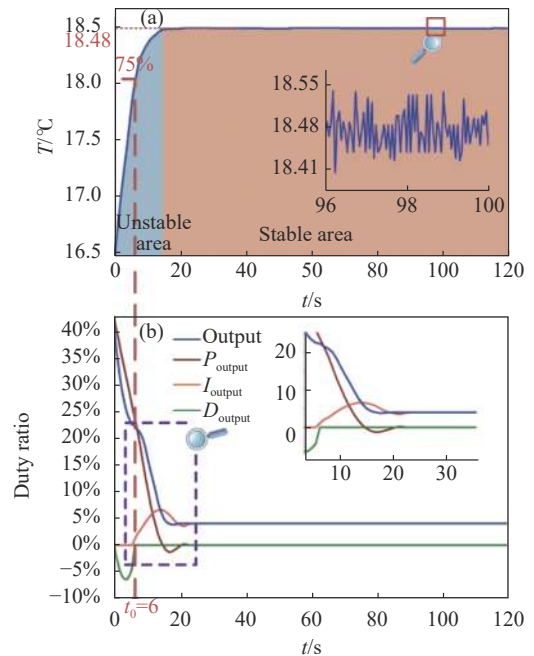 (a)
18.5
18.48
75%
18.0
T/°C
17.5
17.0
16.5
18.55
18.48
18.41
96 98 100
Unstable
area
Stable area
0 20 40 60 80 100 120
t/s
(b)
40%
35%
30%
25%
20%
15%
10%
5%
0%
−5%
−10%
Duty ratio
Output
P output
I output
D output
20
10
0
10 20 30
t₀=6
0 20 40 60 80 100 120
t/s